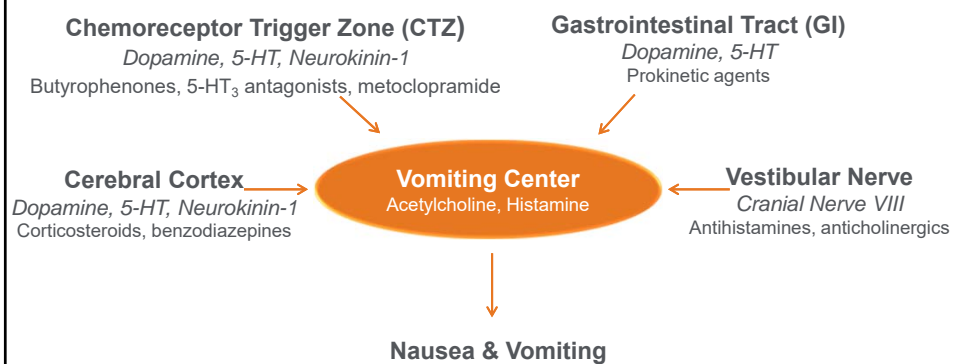 Chemoreceptor Trigger Zone (CTZ)
Dopamine, 5-HT, Neurokinin-1
Butyrophenones, 5-HT₃ antagonists, metoclopramide
Gastrointestinal Tract (GI)
Dopamine, 5-HT
Prokinetic agents
Cerebral Cortex
Dopamine, 5-HT, Neurokinin-1
Corticosteroids, benzodiazepines
Vomiting Center
Acetylcholine, Histamine
Vestibular Nerve
Cranial Nerve VIII
Antihistamines, anticholinergics
Nausea & Vomiting